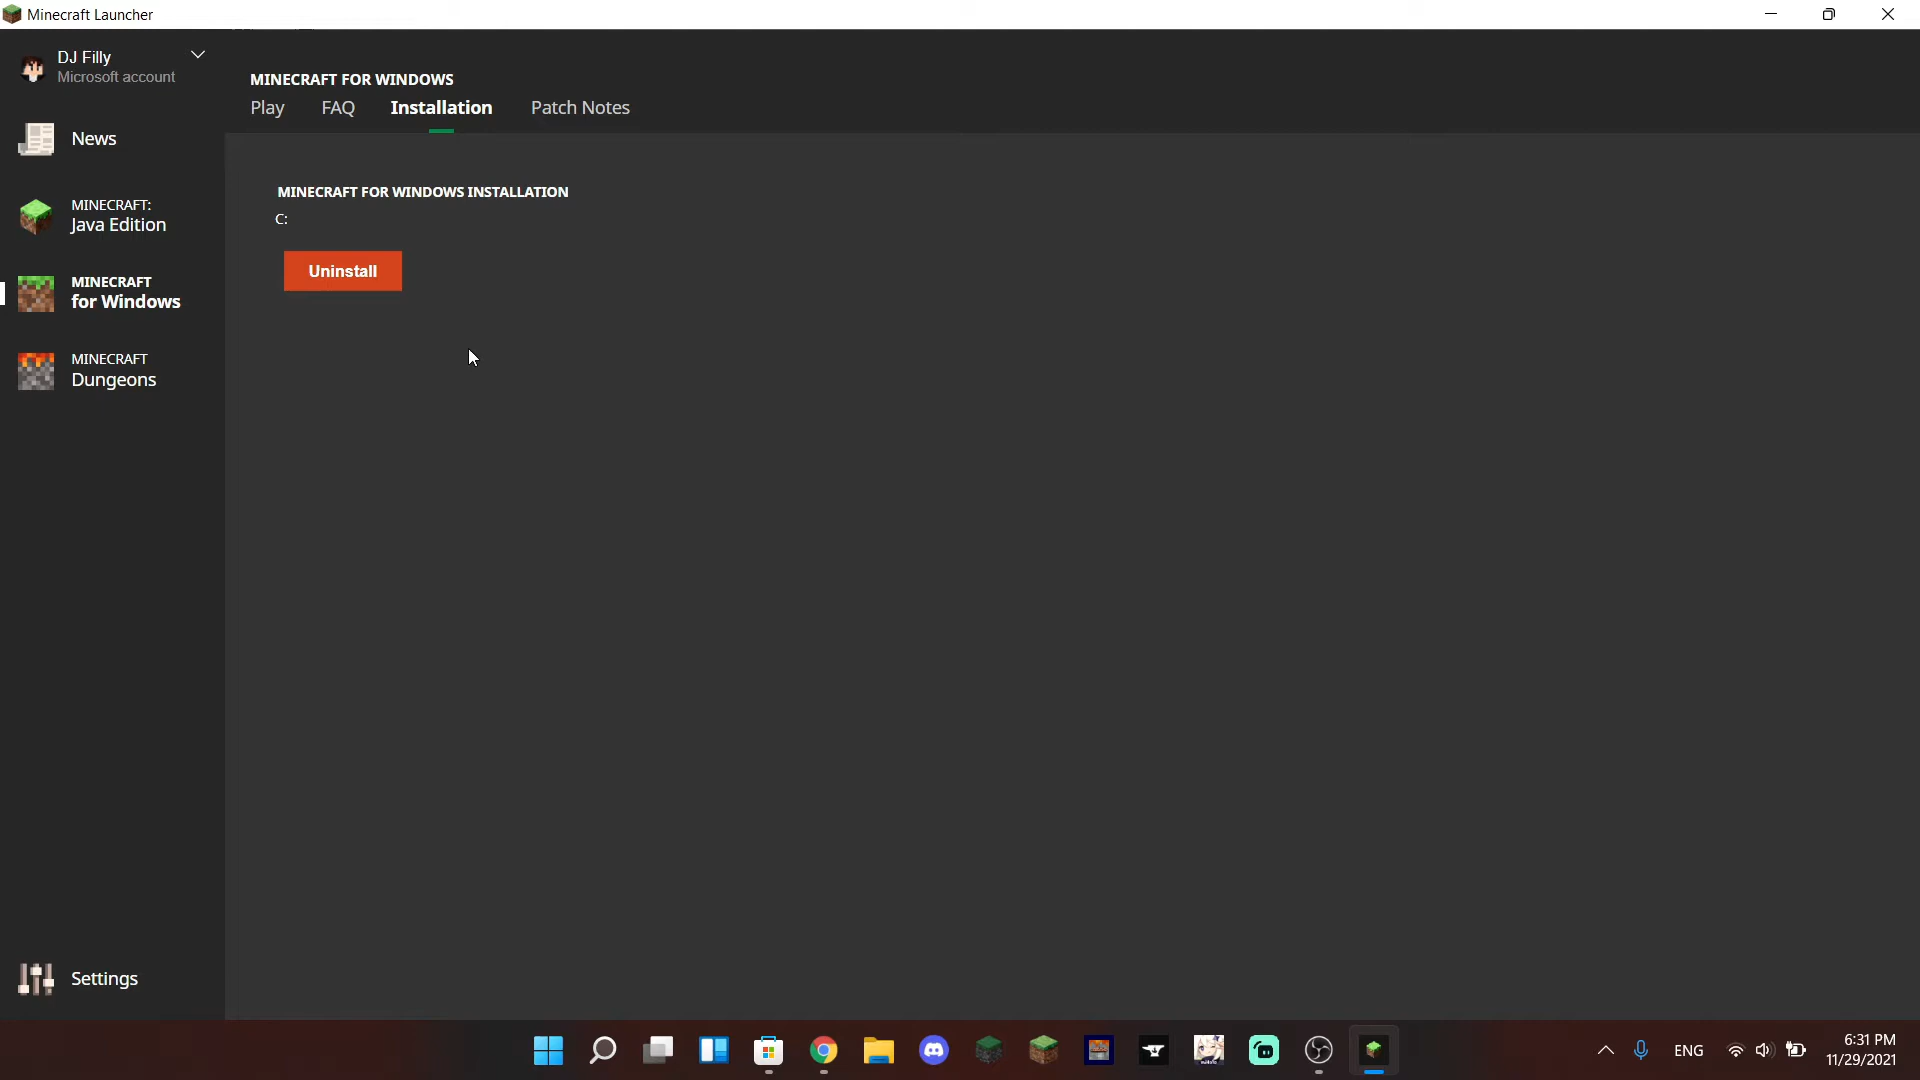 Minecraft Launcher
DJ Filly
Microsoft account
News
MINECRAFT:
Java Edition
MINECRAFT
for Windows
MINECRAFT
Dungeons
Settings
MINECRAFT FOR WINDOWS
Play FAQ Installation Patch Notes
MINECRAFT FOR WINDOWS INSTALLATION
C:
Uninstall
ENG
6:31 PM
11/29/2021